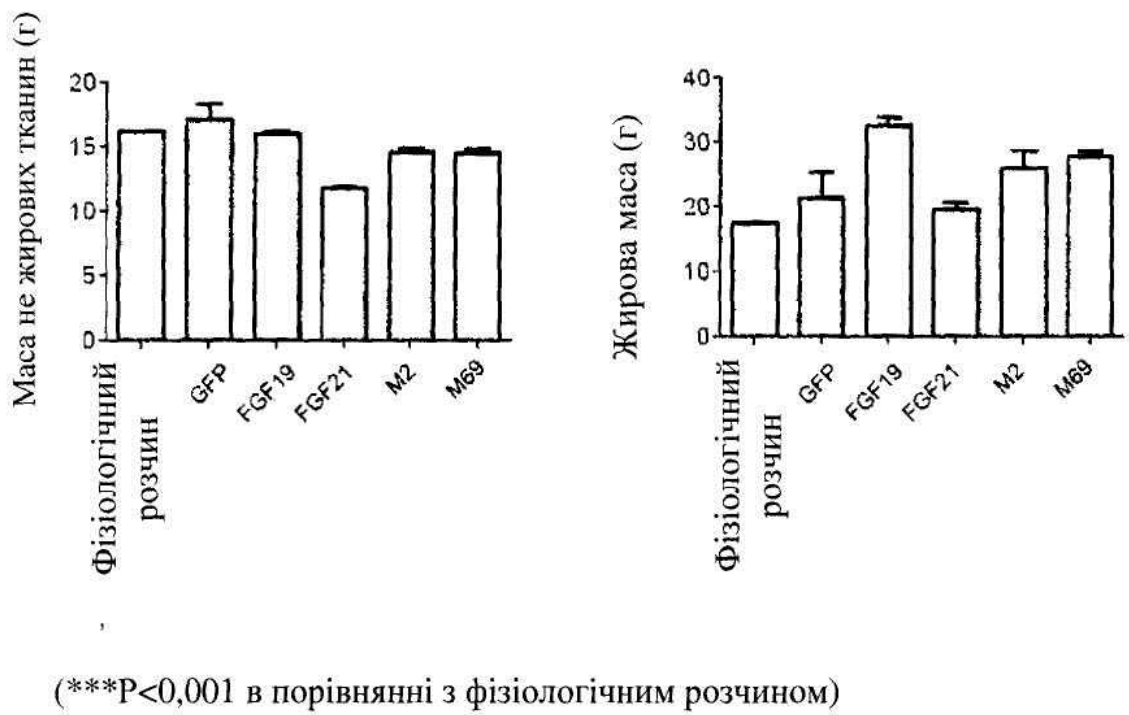 Маса не жирових тканин (г)
20
15
10
5
0
Фізіологічний
розчин
GFP
FGF19
FGF21
M2
M69
Жирова маса (г)
40
30
20
10
0
Фізіологічний
розчин
GFP
FGF19
FGF21
M2
M69
,
(***P<0,001 в порівнянні з фізіологічним розчином)